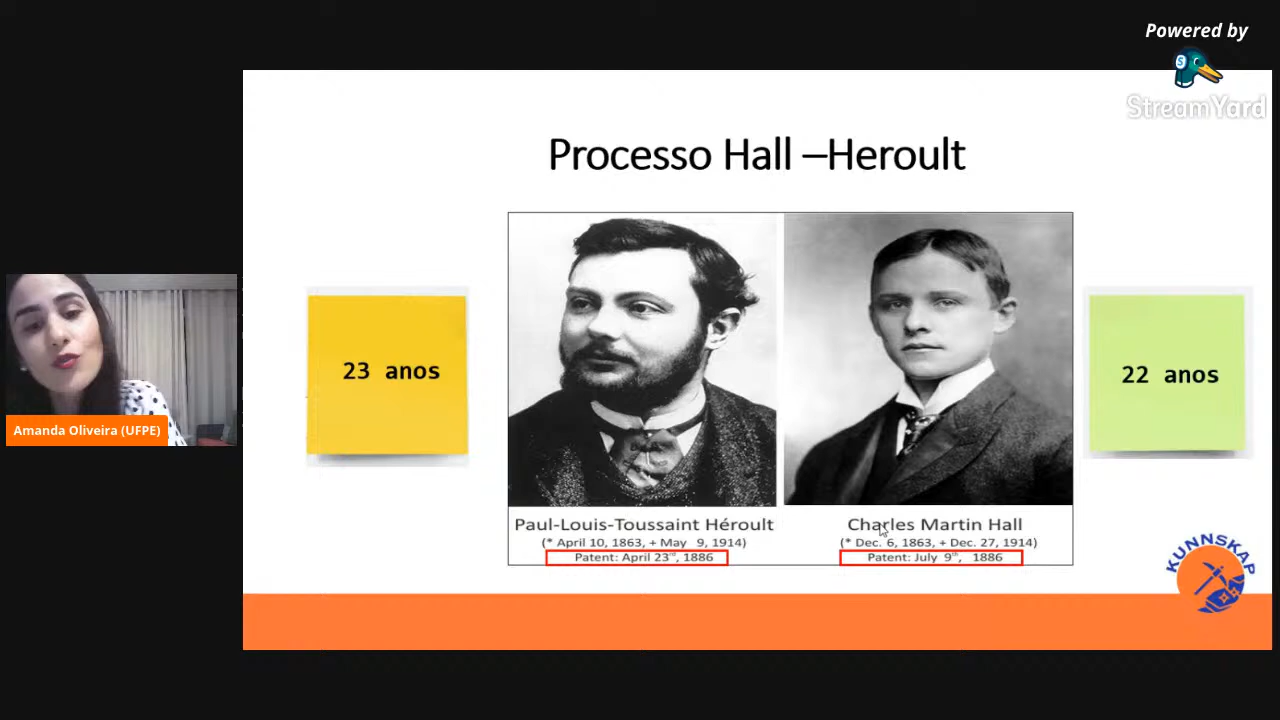 Powered by
StreamYard
Processo Hall –Heroult
23 anos
22 anos
Amanda Oliveira (UFPE)
Paul-Louis-Toussaint Héroult
(* April 10, 1863, + May 9, 1914)
Patent: April 23rd, 1886
Charles Martin Hall
(* Dec. 6, 1863, + Dec. 27, 1914)
Patent: July 9th, 1886
KUNNSKAP